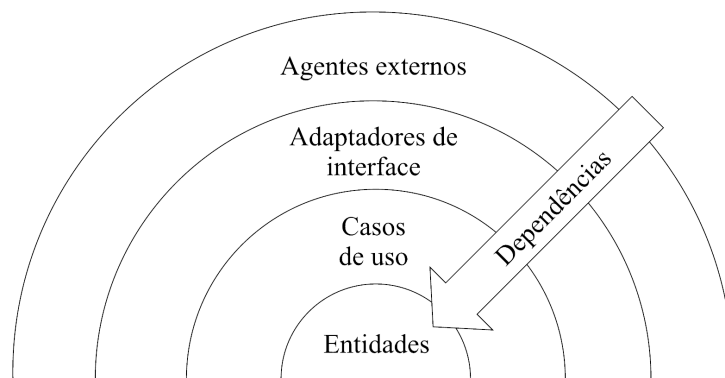 Agentes externos
Adaptadores de
interface
Casos
de uso
Entidades
Dependências